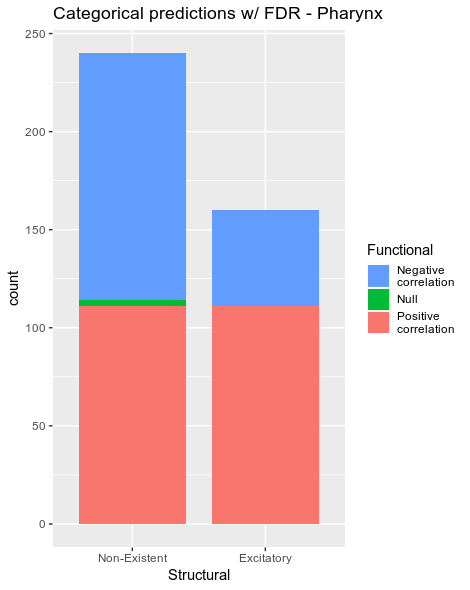 Categorical predictions w/ FDR - Pharynx
250
200
150
100
50
0
count
Non-Existent
Excitatory
Structural
Functional
Negative
correlation
Null
Positive
correlation